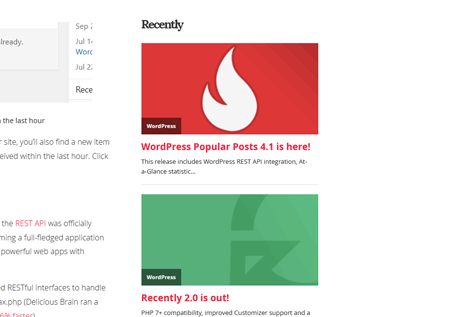 Sep 2
lready.
Jul 14
Word
Jul 22
Rece
n the last hour
r site, you'll also find a new item
eived within the last hour. Click
the REST API was officially
ming a full-fledged application
powerful web apps with
d RESTful interfaces to handle
ax.php (Delicious Brain ran a
6% faster)
Recently
WordPress
WordPress Popular Posts 4.1 is here!
This release includes WordPress REST API integration, At-
a-Glance statistic...
WordPress
Recently 2.0 is out!
PHP 7+ compatibility, improved Customizer support and a